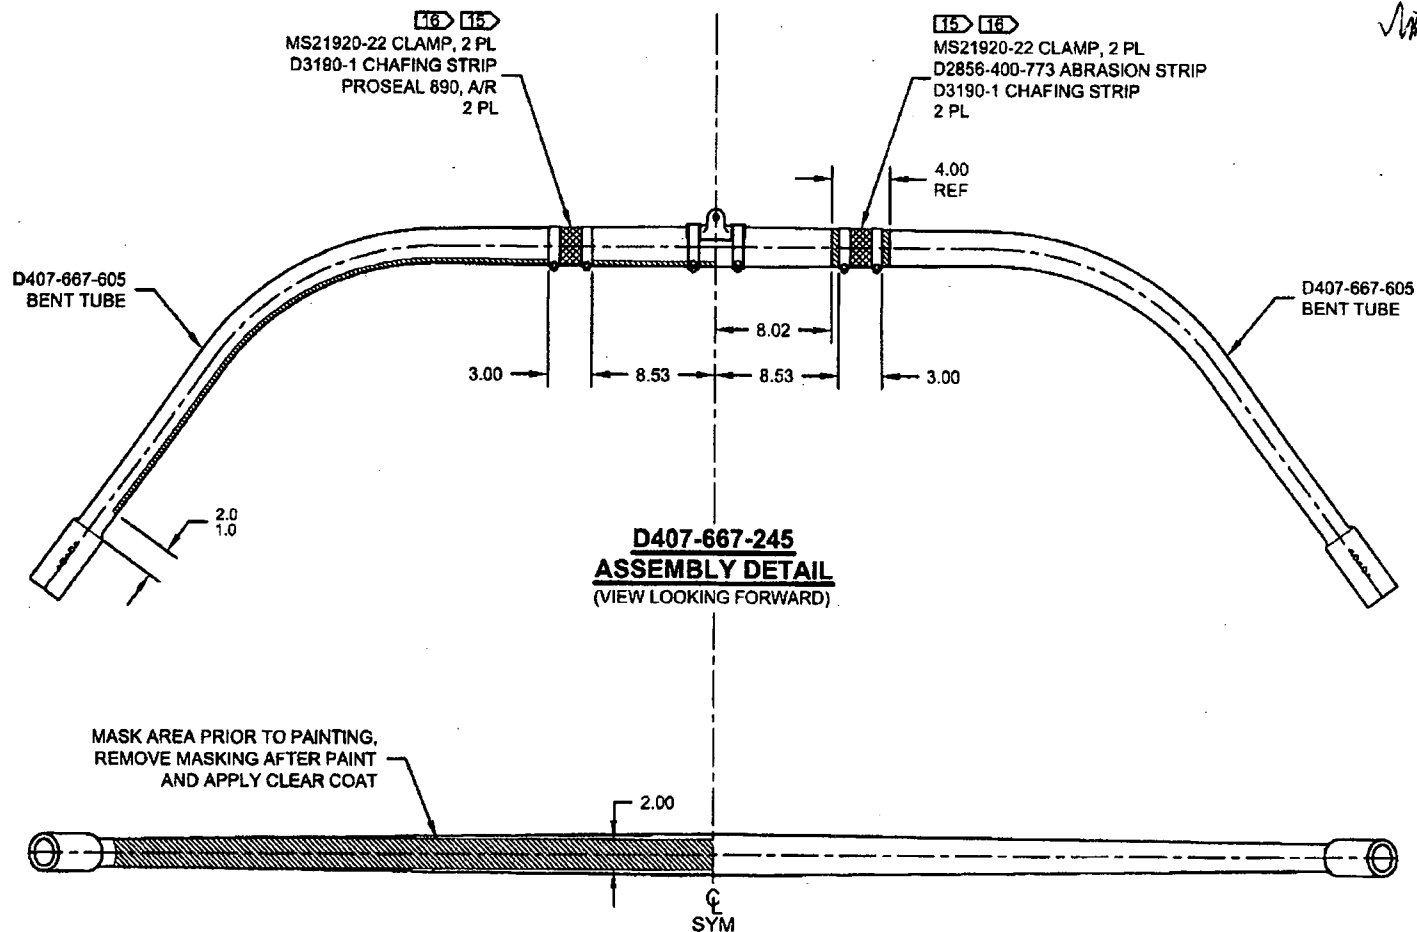 16 15
MS21920-22 CLAMP, 2 PL
D3190-1 CHAFING STRIP
PROSEAL 890, A/R
2 PL
15 16
MS21920-22 CLAMP, 2 PL
D2856-400-773 ABRASION STRIP
D3190-1 CHAFING STRIP
2 PL
4.00
REF
D407-667-605
BENT TUBE
D407-667-605
BENT TUBE
8.02
3.00
8.53
8.53
3.00
2.0
1.0
D407-667-245
ASSEMBLY DETAIL
(VIEW LOOKING FORWARD)
MASK AREA PRIOR TO PAINTING,
REMOVE MASKING AFTER PAINT
AND APPLY CLEAR COAT
2.00
SYM